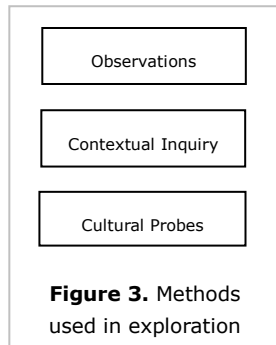 Observations
Contextual Inquiry
Cultural Probes
Figure 3. Methods
used in exploration